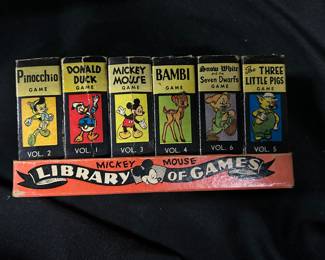 Pinocchio
GAME
VOL. 2
DONALD
DUCK
GAME
VOL. 1
MICKEY
MOUSE
GAME
VOL. 3
BAMBI
GAME
VOL. 4
Snow White
and the
Seven Dwarfs
GAME
VOL. 6
The THREE
LITTLE PIGS
GAME
VOL. 5
MICKEY MOUSE
LIBRARY OF GAMES